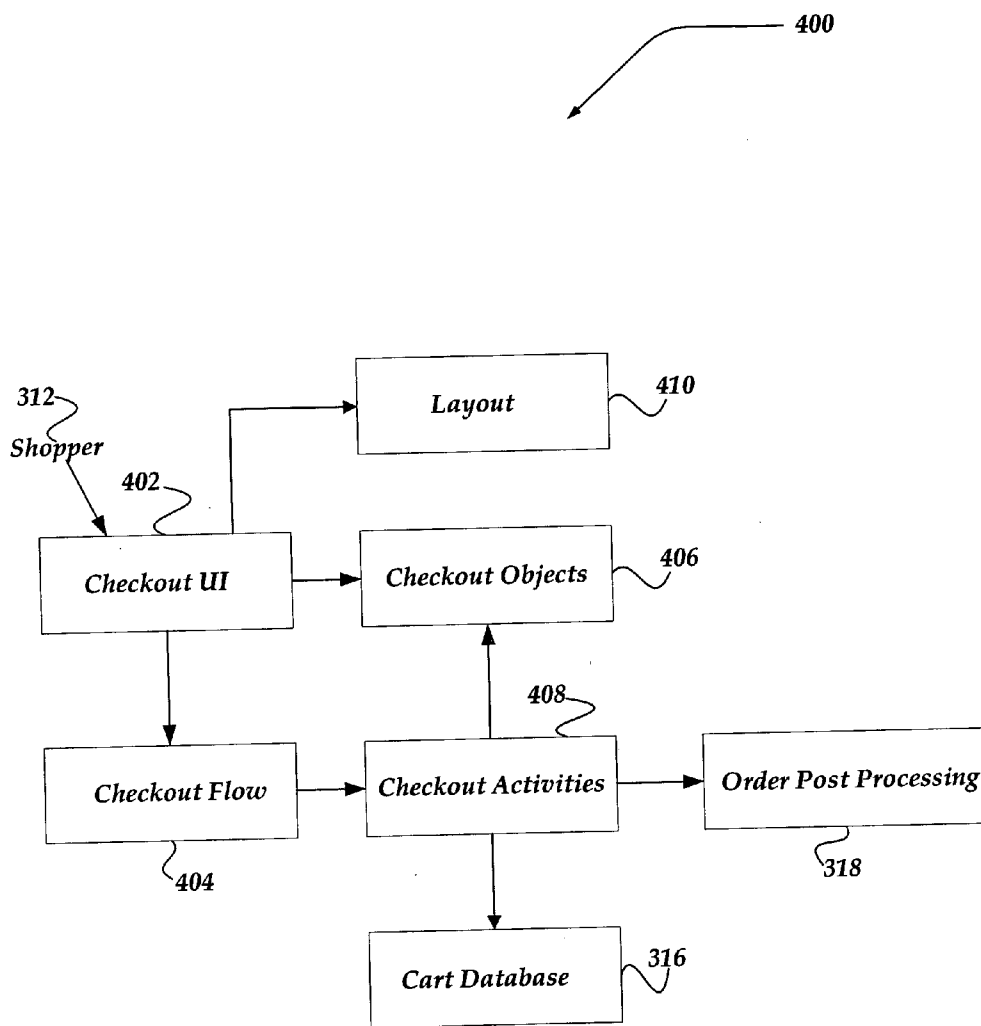 400
Layout
410
312
Shopper
402
Checkout UI
Checkout Objects
406
408
Checkout Flow
Checkout Activities
Order Post Processing
404
318
Cart Database
316